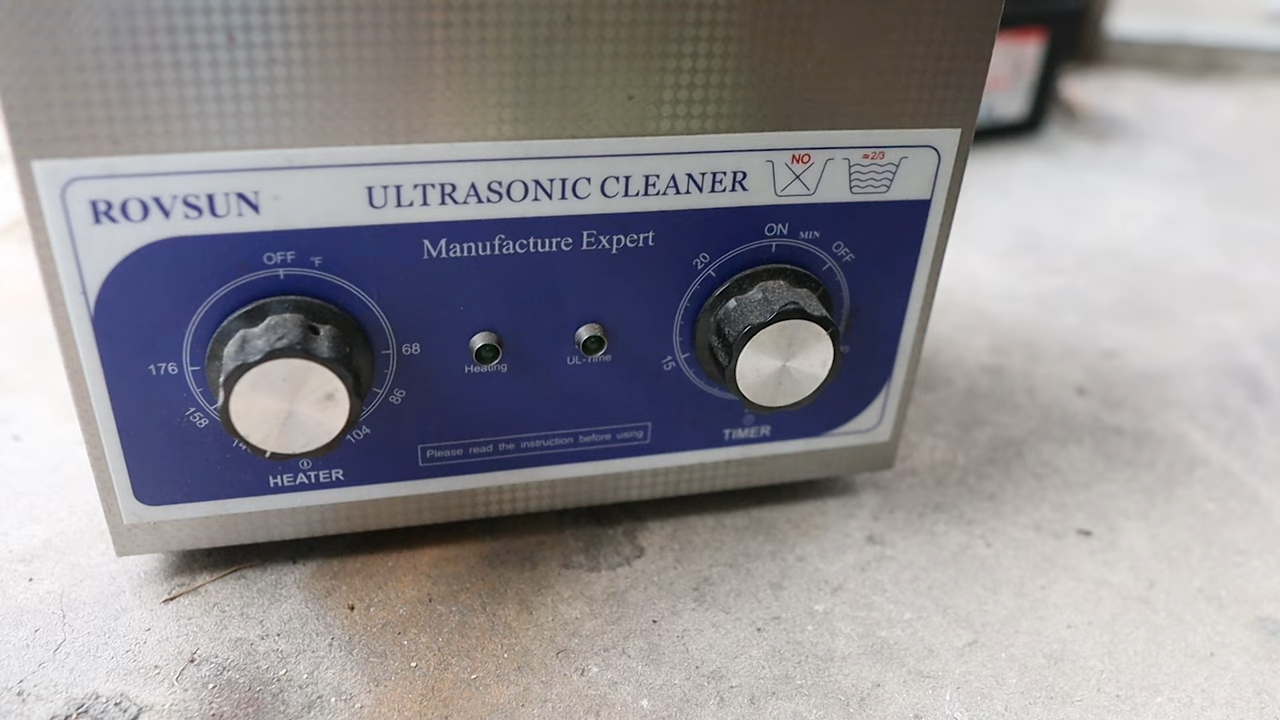 ROVSUN
ULTRASONIC CLEANER
NO
≈2/3
Manufacture Expert
OFF
°F
68
86
104
158
176
HEATER
Heating
UL-Time
ON
MIN
OFF
20
15
TIMER
Please read the instruction before using